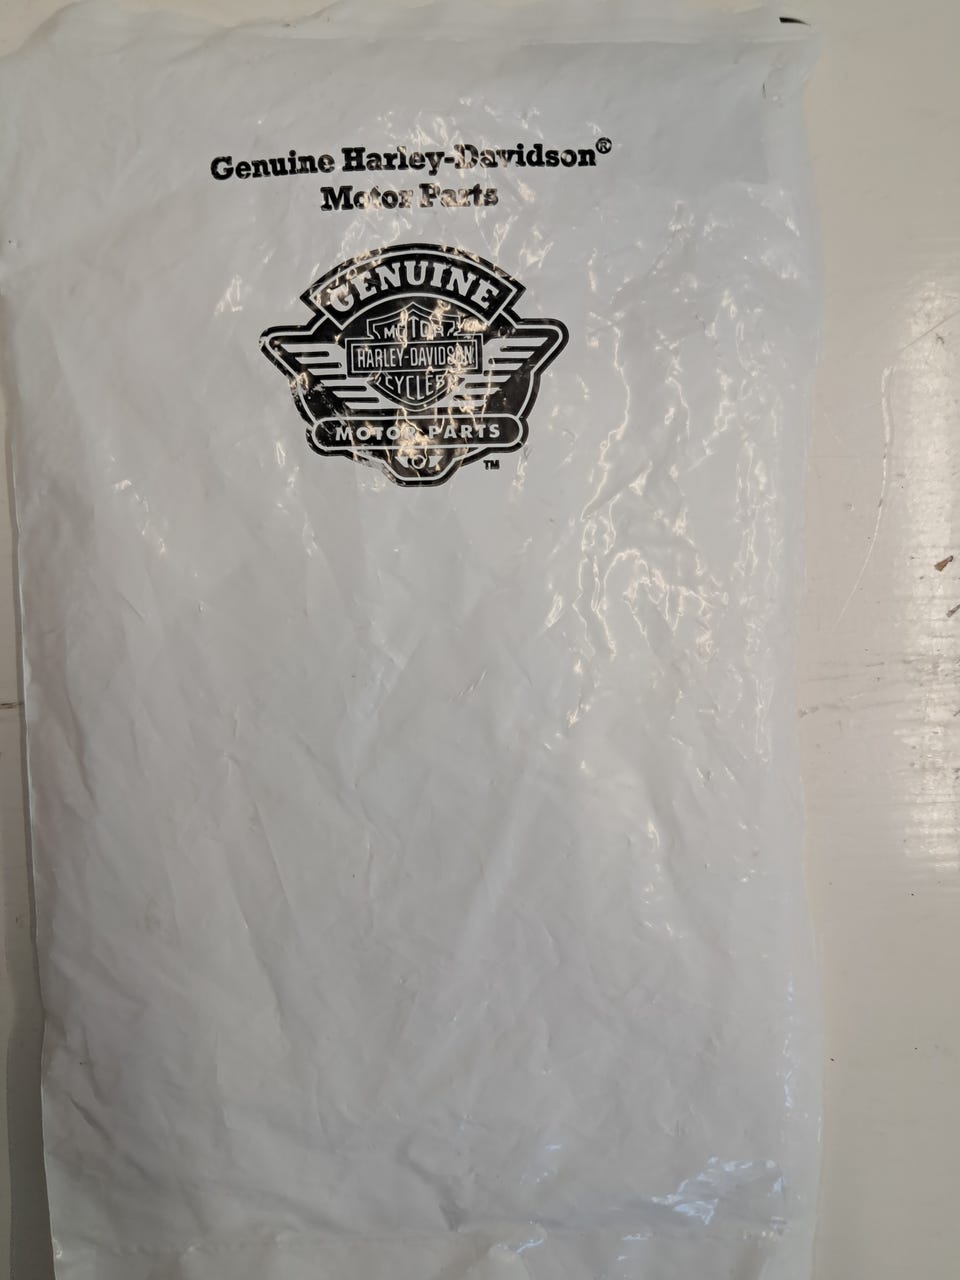 Genuine Harley-Davidson®
Motor Parts
GENUINE
MOTOR
HARLEY-DAVIDSON
CYCLES
MOTOR PARTS
TM